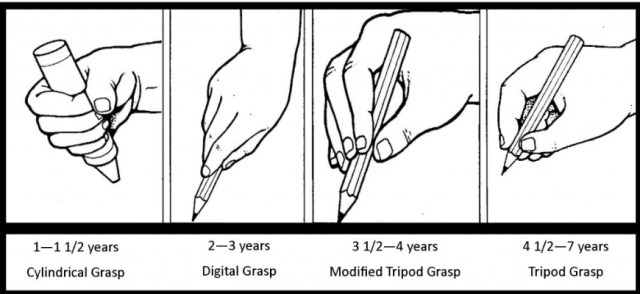 1—1 1/2 years
Cylindrical Grasp
2—3 years
Digital Grasp
3 1/2—4 years
Modified Tripod Grasp
4 1/2—7 years
Tripod Grasp